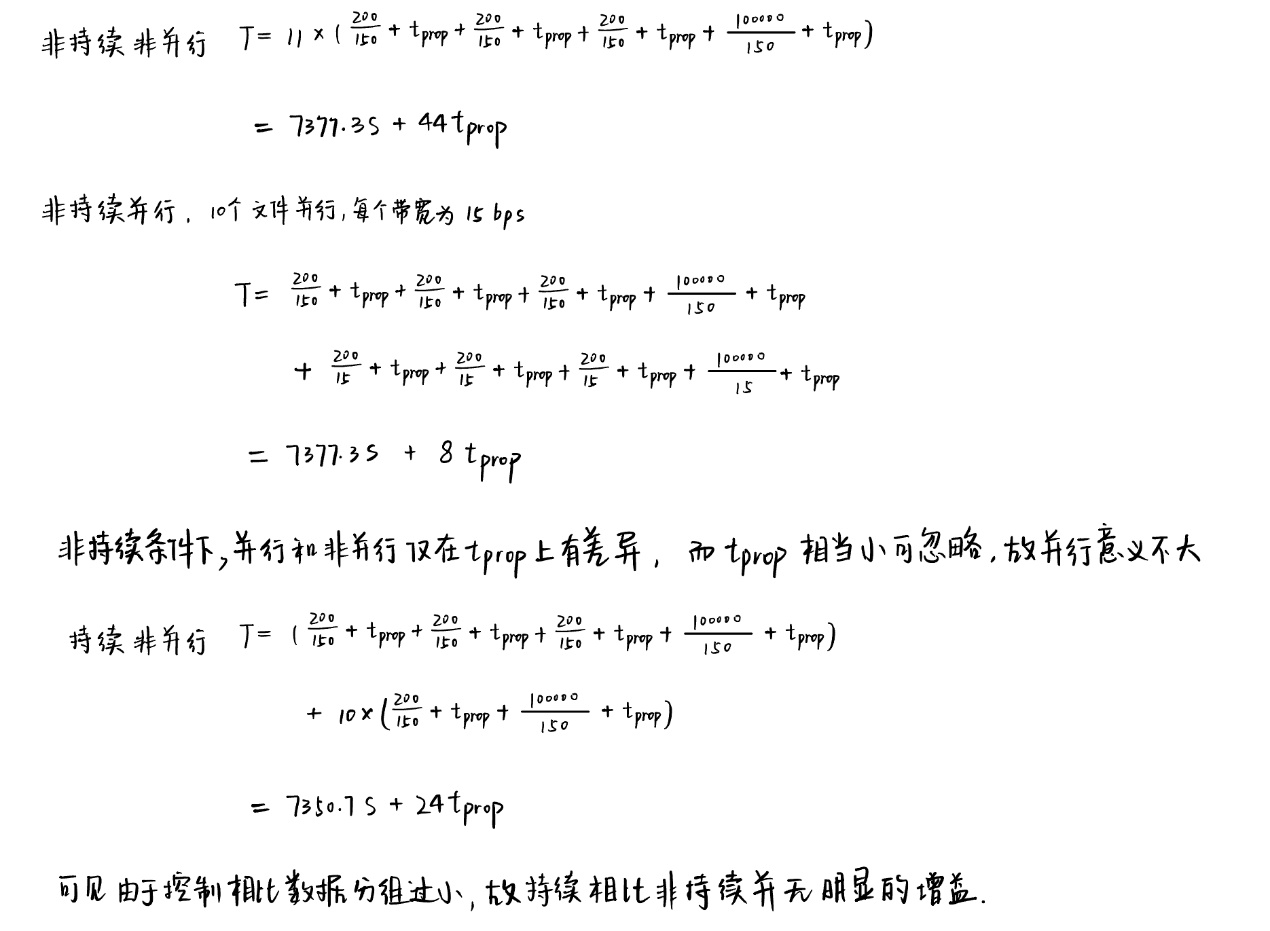 非持续非并行 T= 11 × ( 200/150 + tprop + 200/150 + tprop + 200/150 + tprop + 100000/150 + tprop)
= 7377.3s + 44tprop
非持续并行. 10个文件并行,每个带宽为 15 bps
T= 200/150 + tprop + 200/150 + tprop + 200/150 + tprop + 100000/150 + tprop
+ 200/15 + tprop + 200/15 + tprop + 200/15 + tprop + 100000/15 + tprop
= 7377.3s + 8 tprop
非持续条件下,并行和非并行仅在tprop上有差异, 而tprop 相当小可忽略,故并行意义不大
持续非并行 T= ( 200/150 + tprop + 200/150 + tprop + 200/150 + tprop + 100000/150 + tprop)
+ 10×(200/150 + tprop + 100000/150 + tprop)
= 7350.7s + 24tprop
可见由于控制相比数据分组过小,故持续相比非持续并无明显的增益.